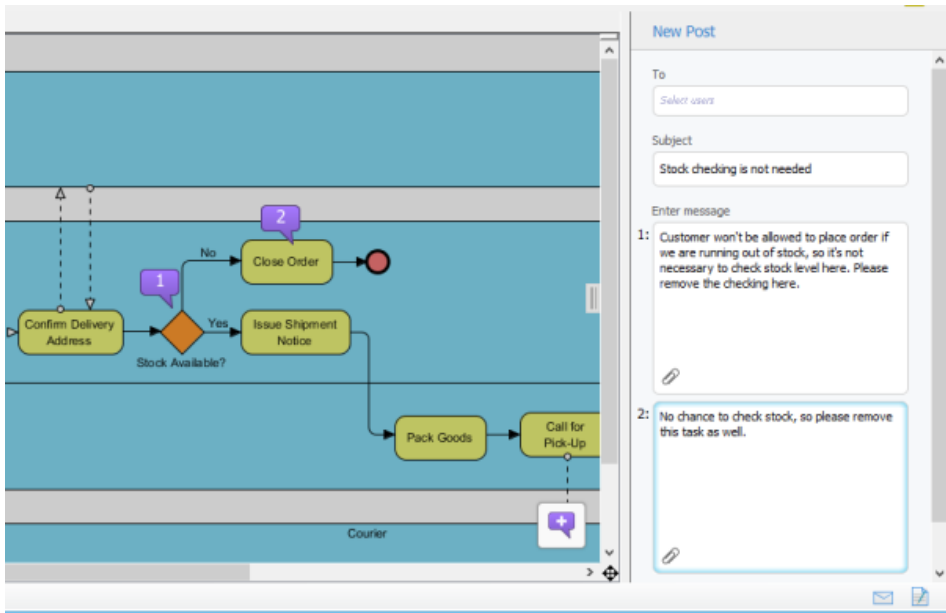 New Post
To
Select users
Subject
Stock checking is not needed
Enter message
1:
Customer won't be allowed to place order if
we are running out of stock, so it's not
necessary to check stock level here. Please
remove the checking here.
2:
No chance to check stock, so please remove
this task as well.
2
No
Close Order
1
Confirm Delivery
Address
Yes
Issue Shipment
Notice
Stock Available?
Pack Goods
Call for
Pick-Up
Courier